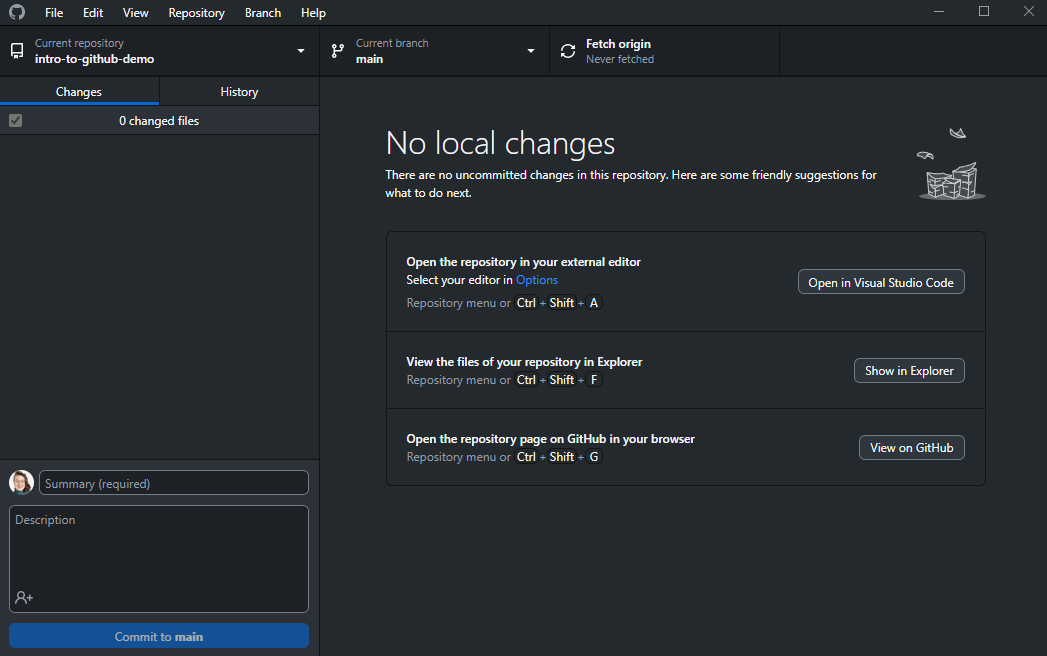 File Edit View Repository Branch Help
Current repository
intro-to-github-demo
Current branch
main
Fetch origin
Never fetched
Changes
History
0 changed files
No local changes
There are no uncommitted changes in this repository. Here are some friendly suggestions for
what to do next.
Open the repository in your external editor
Select your editor in Options
Repository menu or Ctrl + Shift + A
Open in Visual Studio Code
View the files of your repository in Explorer
Repository menu or Ctrl + Shift + F
Show in Explorer
Open the repository page on GitHub in your browser
Repository menu or Ctrl + Shift + G
View on GitHub
Summary (required)
Description
Commit to main